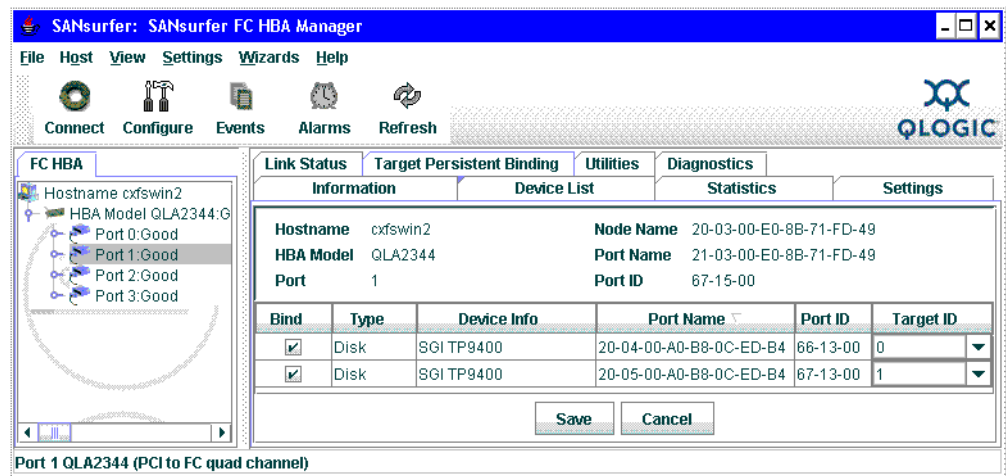 SANsurfer: SANsurfer FC HBA Manager
File Host View Settings Wizards Help
Connect Configure Events Alarms Refresh
QLOGIC
FC HBA
Hostname cxfswin2
HBA Model QLA2344:G
Port 0:Good
Port 1:Good
Port 2:Good
Port 3:Good
Link Status Target Persistent Binding Utilities Diagnostics
Information Device List Statistics Settings
Hostname cxfswin2 Node Name 20-03-00-E0-8B-71-FD-49
HBA Model QLA2344 Port Name 21-03-00-E0-8B-71-FD-49
Port 1 Port ID 67-15-00
Bind Type Device Info Port Name Port ID Target ID
Disk SGI TP9400 20-04-00-A0-B8-0C-ED-B4 66-13-00 0
Disk SGI TP9400 20-05-00-A0-B8-0C-ED-B4 67-13-00 1
Save Cancel
Port 1 QLA2344 (PCI to FC quad channel)